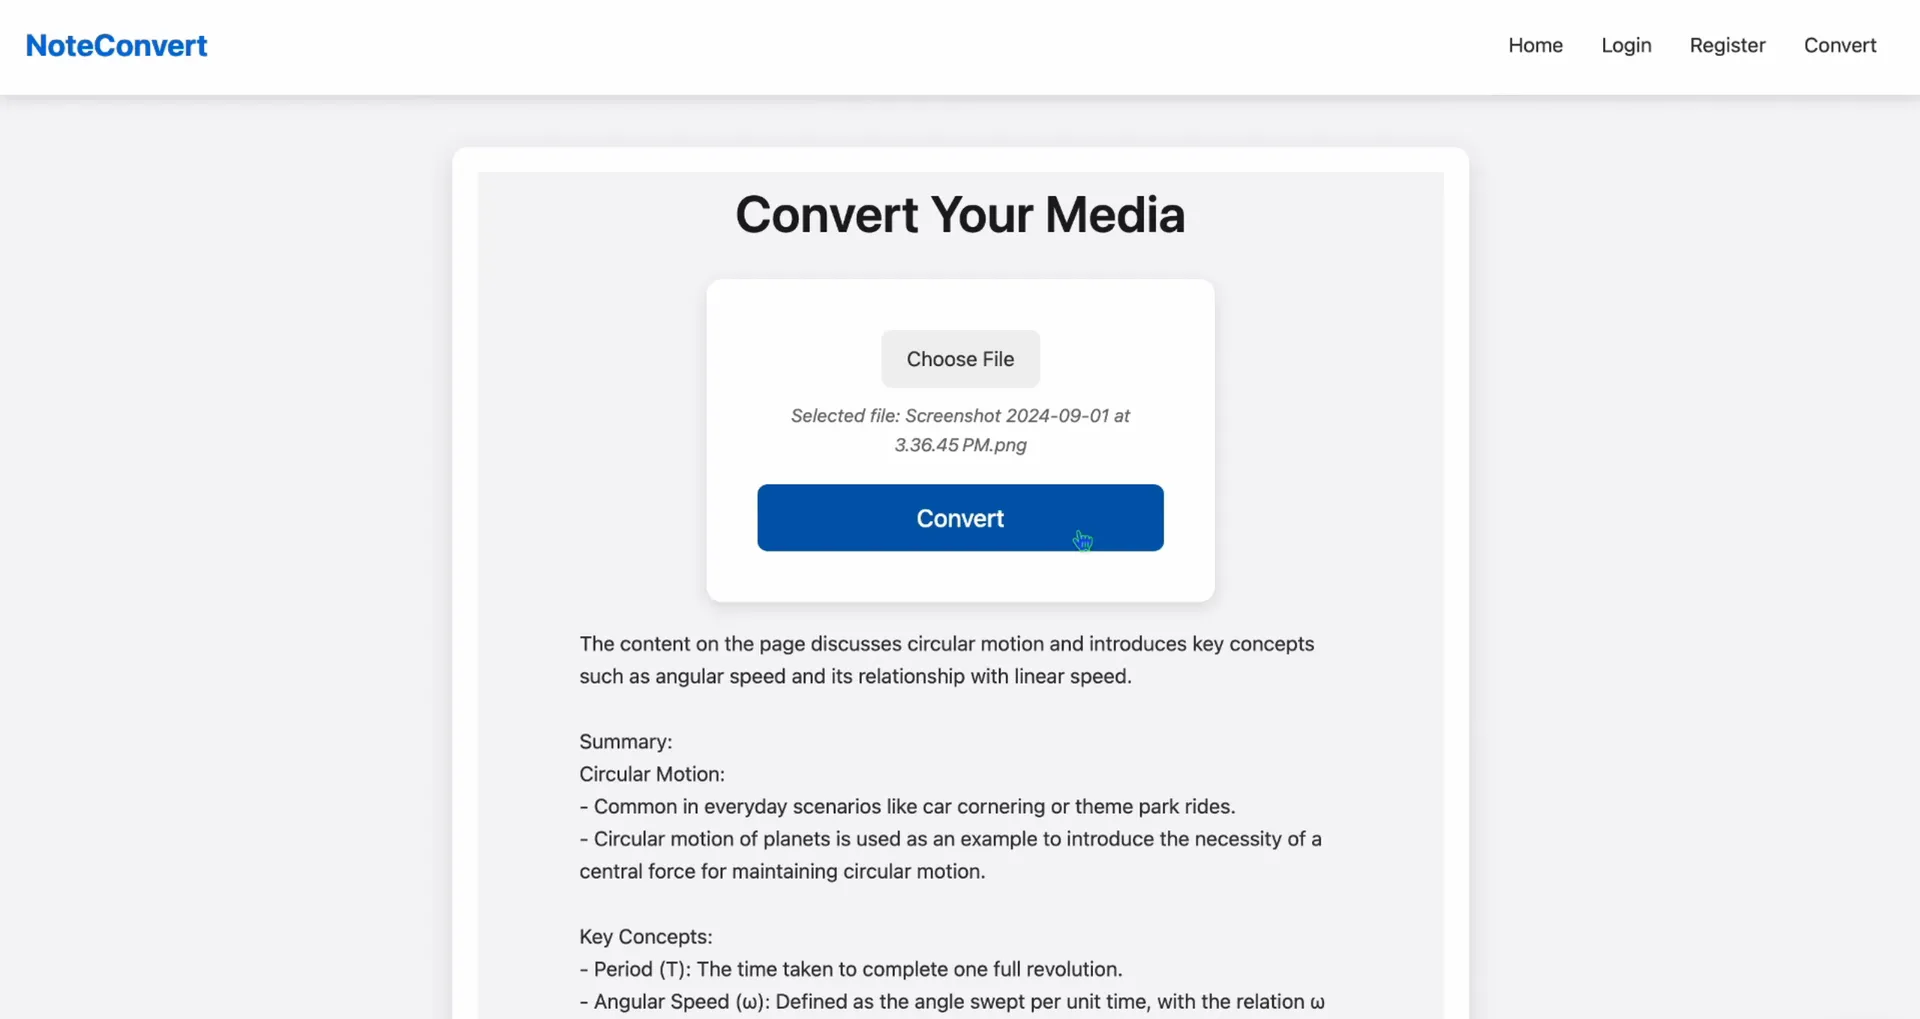 NoteConvert
Home Login Register Convert
Convert Your Media
Choose File
Selected file: Screenshot 2024-09-01 at
3.36.45 PM.png
Convert
The content on the page discusses circular motion and introduces key concepts
such as angular speed and its relationship with linear speed.
Summary:
Circular Motion:
- Common in everyday scenarios like car cornering or theme park rides.
- Circular motion of planets is used as an example to introduce the necessity of a
central force for maintaining circular motion.
Key Concepts:
- Period (T): The time taken to complete one full revolution.
- Angular Speed (ω): Defined as the angle swept per unit time, with the relation ω